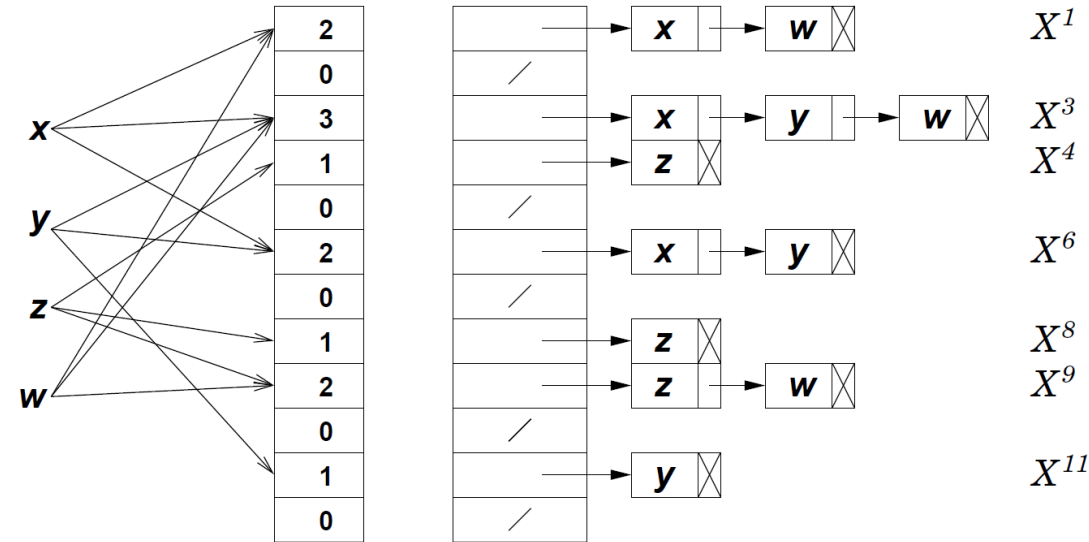 2 x w X^1
0
x 3 x y w X^3
1 z X^4
y 0
2 x y X^6
z 0
1 z X^8
w 2 z w X^9
0
1 y X^11
0